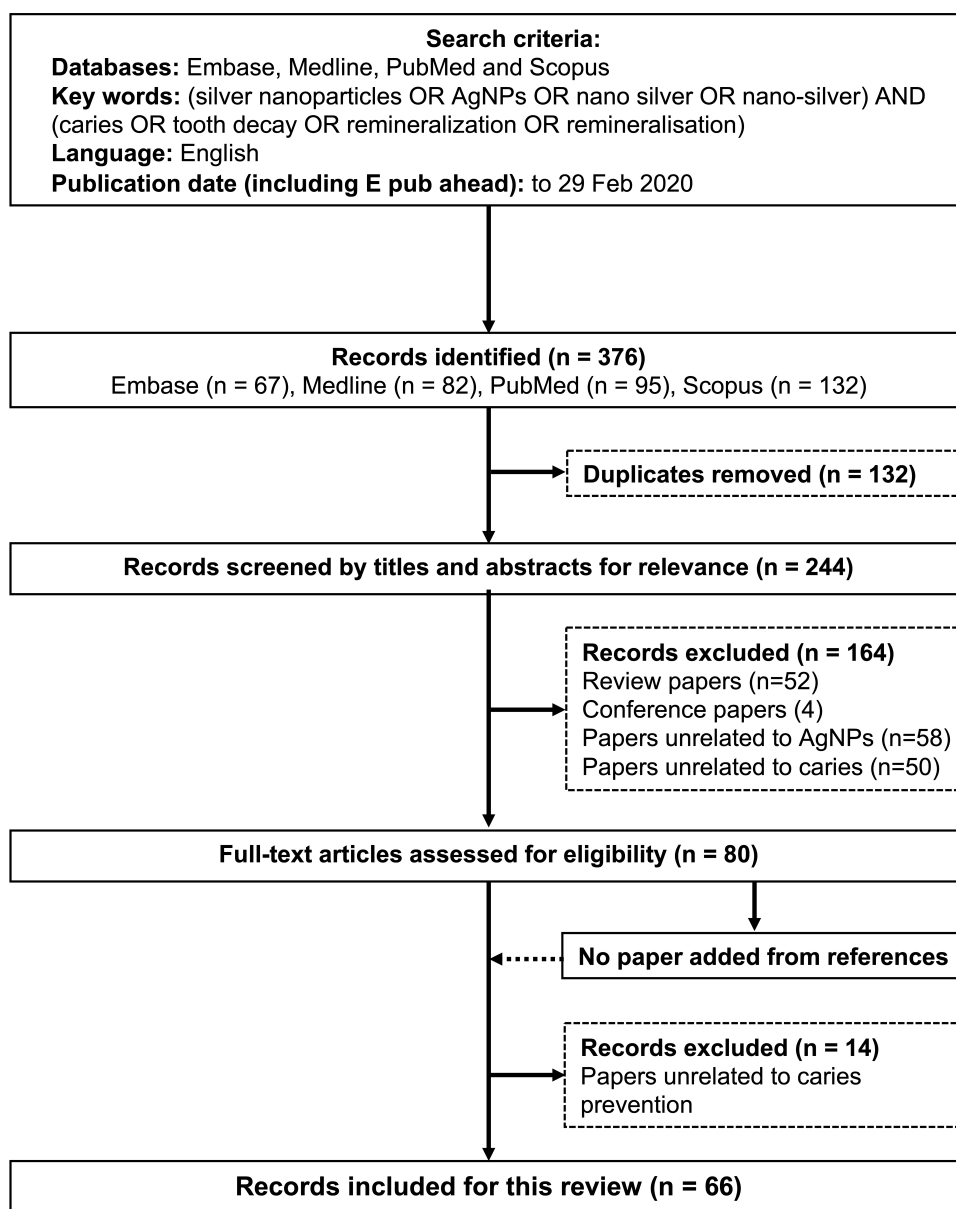 Search criteria:
Databases: Embase, Medline, PubMed and Scopus
Key words: (silver nanoparticles OR AgNPs OR nano silver OR nano-silver) AND
(caries OR tooth decay OR remineralization OR remineralisation)
Language: English
Publication date (including E pub ahead): to 29 Feb 2020
Records identified (n = 376)
Embase (n = 67), Medline (n = 82), PubMed (n = 95), Scopus (n = 132)
Duplicates removed (n = 132)
Records screened by titles and abstracts for relevance (n = 244)
Records excluded (n = 164)
Review papers (n=52)
Conference papers (4)
Papers unrelated to AgNPs (n=58)
Papers unrelated to caries (n=50)
Full-text articles assessed for eligibility (n = 80)
No paper added from references
Records excluded (n = 14)
Papers unrelated to caries
prevention
Records included for this review (n = 66)